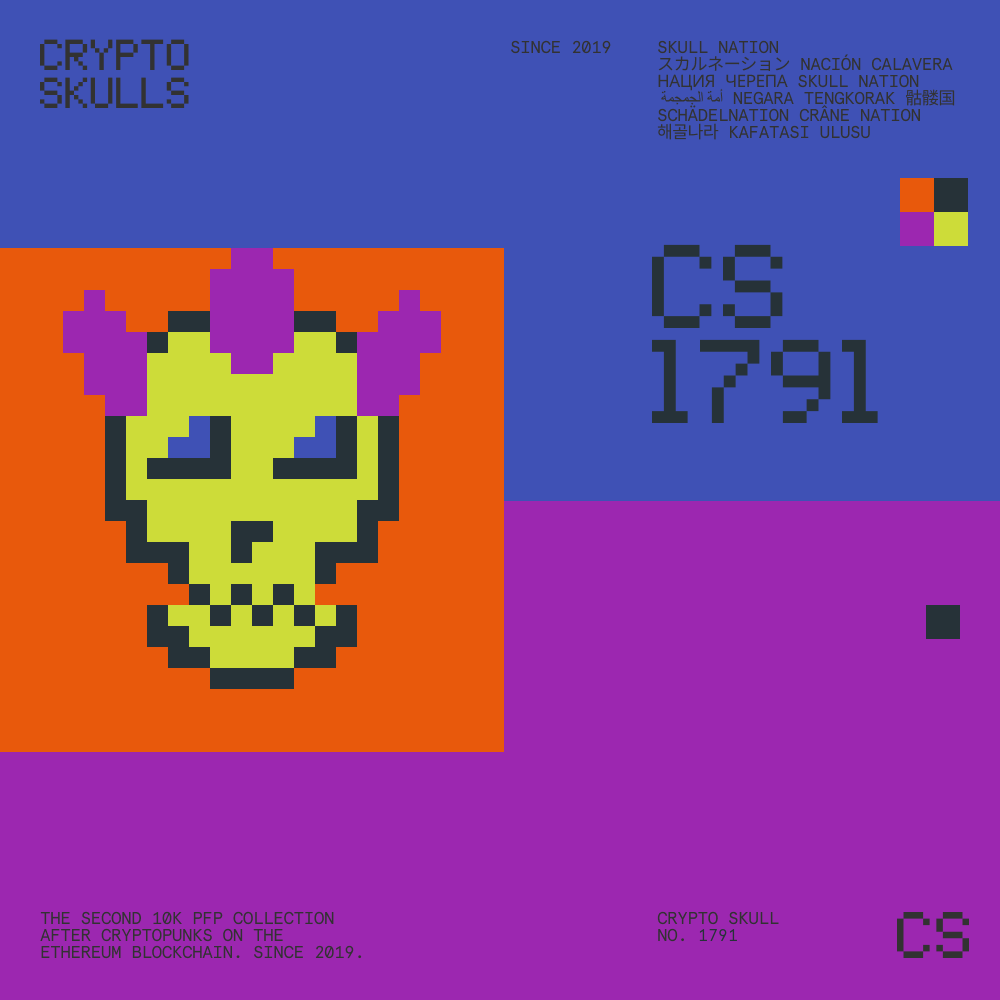 CRYPTO
SKULLS
SINCE 2019
SKULL NATION
スカルネーション NACIÓN CALAVERA
НАЦИЯ ЧЕРЕПА SKULL NATION
أمة الجمجمة NEGARA TENGKORAK 骷髅国
SCHÄDELNATION CRÂNE NATION
해골나라 KAFATASI ULUSU
CS
1791
THE SECOND 10K PFP COLLECTION
AFTER CRYPTOPUNKS ON THE
ETHEREUM BLOCKCHAIN. SINCE 2019.
CRYPTO SKULL
NO. 1791
CS